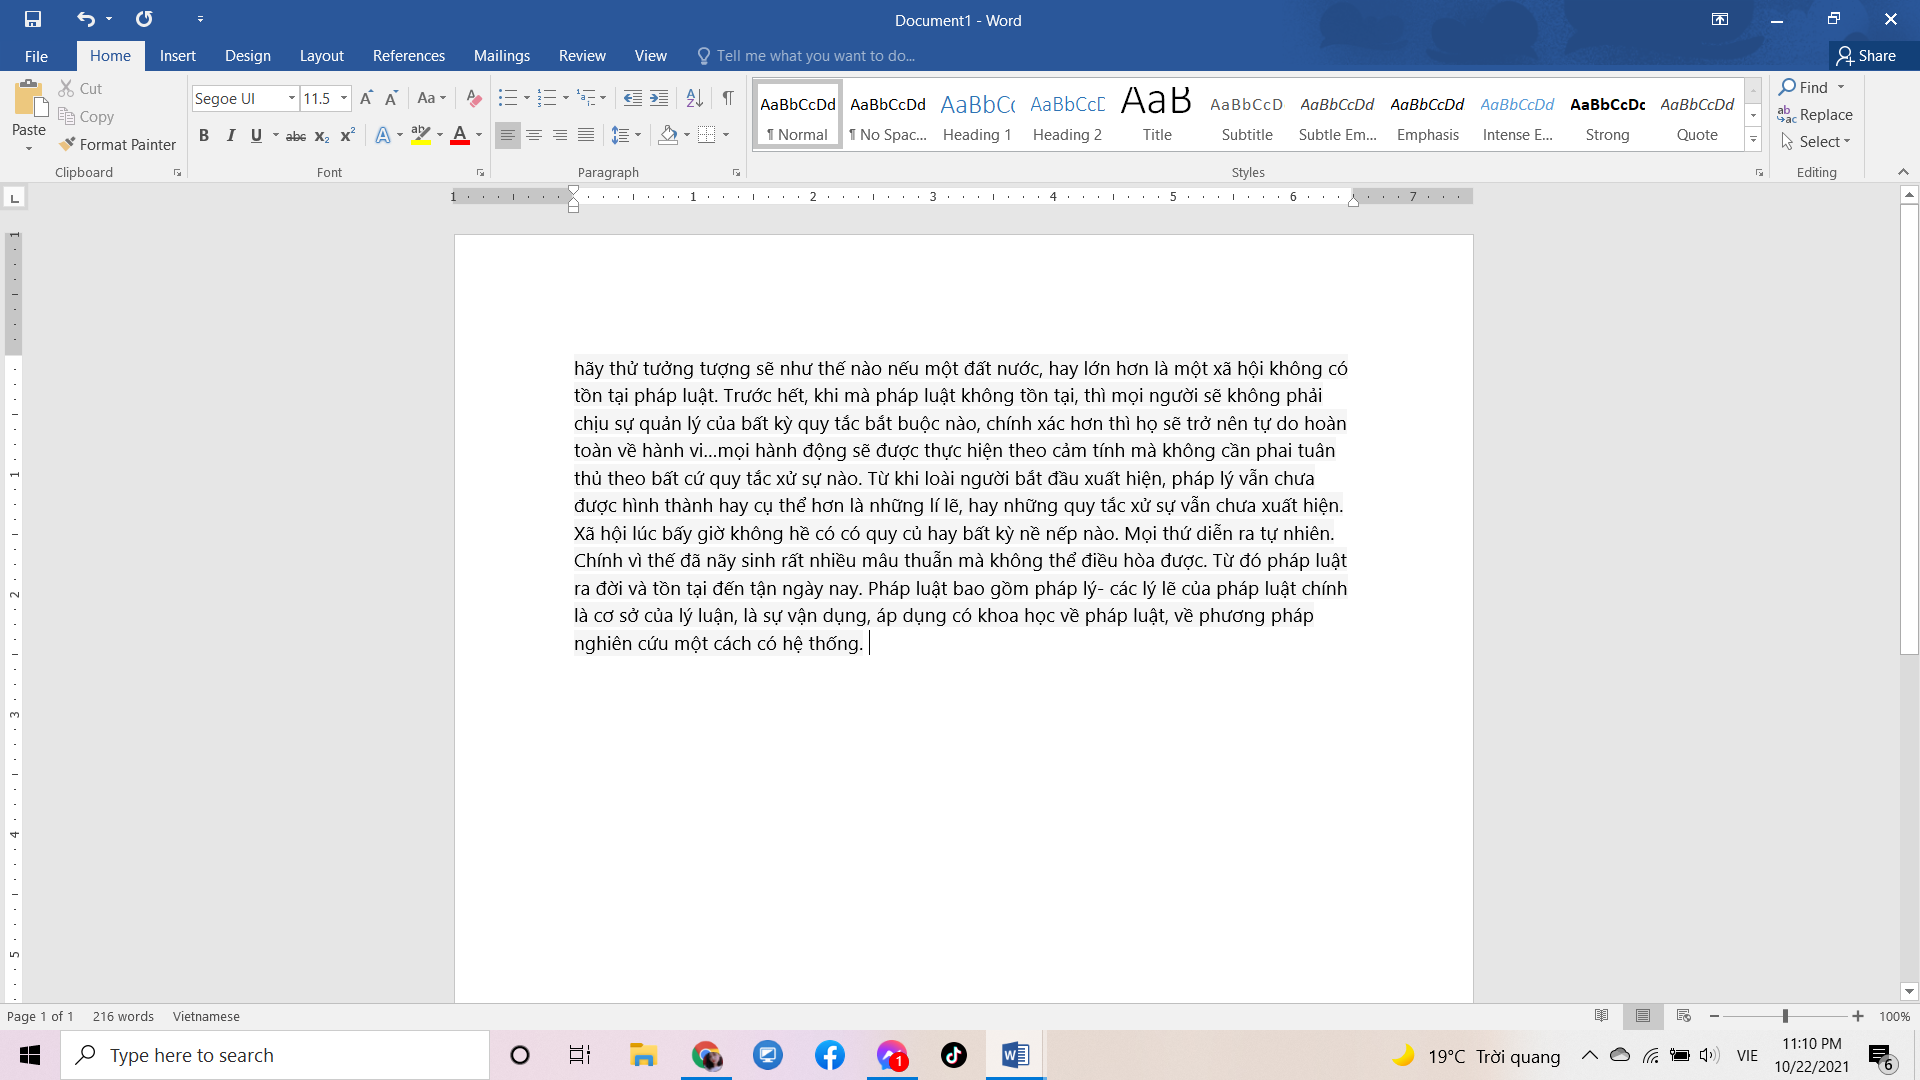 Document1 - Word
File Home Insert Design Layout References Mailings Review View Tell me what you want to do... Share
Paste
Cut
Copy
Format Painter
Clipboard
Segoe UI 11.5
Font
Paragraph
AaBbCcDd AaBbCcDd AaBbCc AaBbCcD AaB AaBbCcD AaBbCcDd AaBbCcDd AaBbCcDd AaBbCcDc AaBbCcDd
¶ Normal ¶ No Spac... Heading 1 Heading 2 Title Subtitle Subtle Em... Emphasis Intense E... Strong Quote
Styles
Find
Replace
Select
Editing
1 1 2 3 4 5 6 7
hãy thử tưởng tượng sẽ như thế nào nếu một đất nước, hay lớn hơn là một xã hội không có
tồn tại pháp luật. Trước hết, khi mà pháp luật không tồn tại, thì mọi người sẽ không phải
chịu sự quản lý của bất kỳ quy tắc bắt buộc nào, chính xác hơn thì họ sẽ trở nên tự do hoàn
toàn về hành vi...mọi hành động sẽ được thực hiện theo cảm tính mà không cần phai tuân
thủ theo bất cứ quy tắc xử sự nào. Từ khi loài người bắt đầu xuất hiện, pháp lý vẫn chưa
được hình thành hay cụ thể hơn là những lí lẽ, hay những quy tắc xử sự vẫn chưa xuất hiện.
Xã hội lúc bấy giờ không hề có có quy củ hay bất kỳ nề nếp nào. Mọi thứ diễn ra tự nhiên.
Chính vì thế đã nãy sinh rất nhiều mâu thuẫn mà không thể điều hòa được. Từ đó pháp luật
ra đời và tồn tại đến tận ngày nay. Pháp luật bao gồm pháp lý- các lý lẽ của pháp luật chính
là cơ sở của lý luận, là sự vận dụng, áp dụng có khoa học về pháp luật, về phương pháp
nghiên cứu một cách có hệ thống.
Page 1 of 1 216 words Vietnamese 100%
Type here to search
1
19°C Trời quang
VIE
11:10 PM
10/22/2021
6